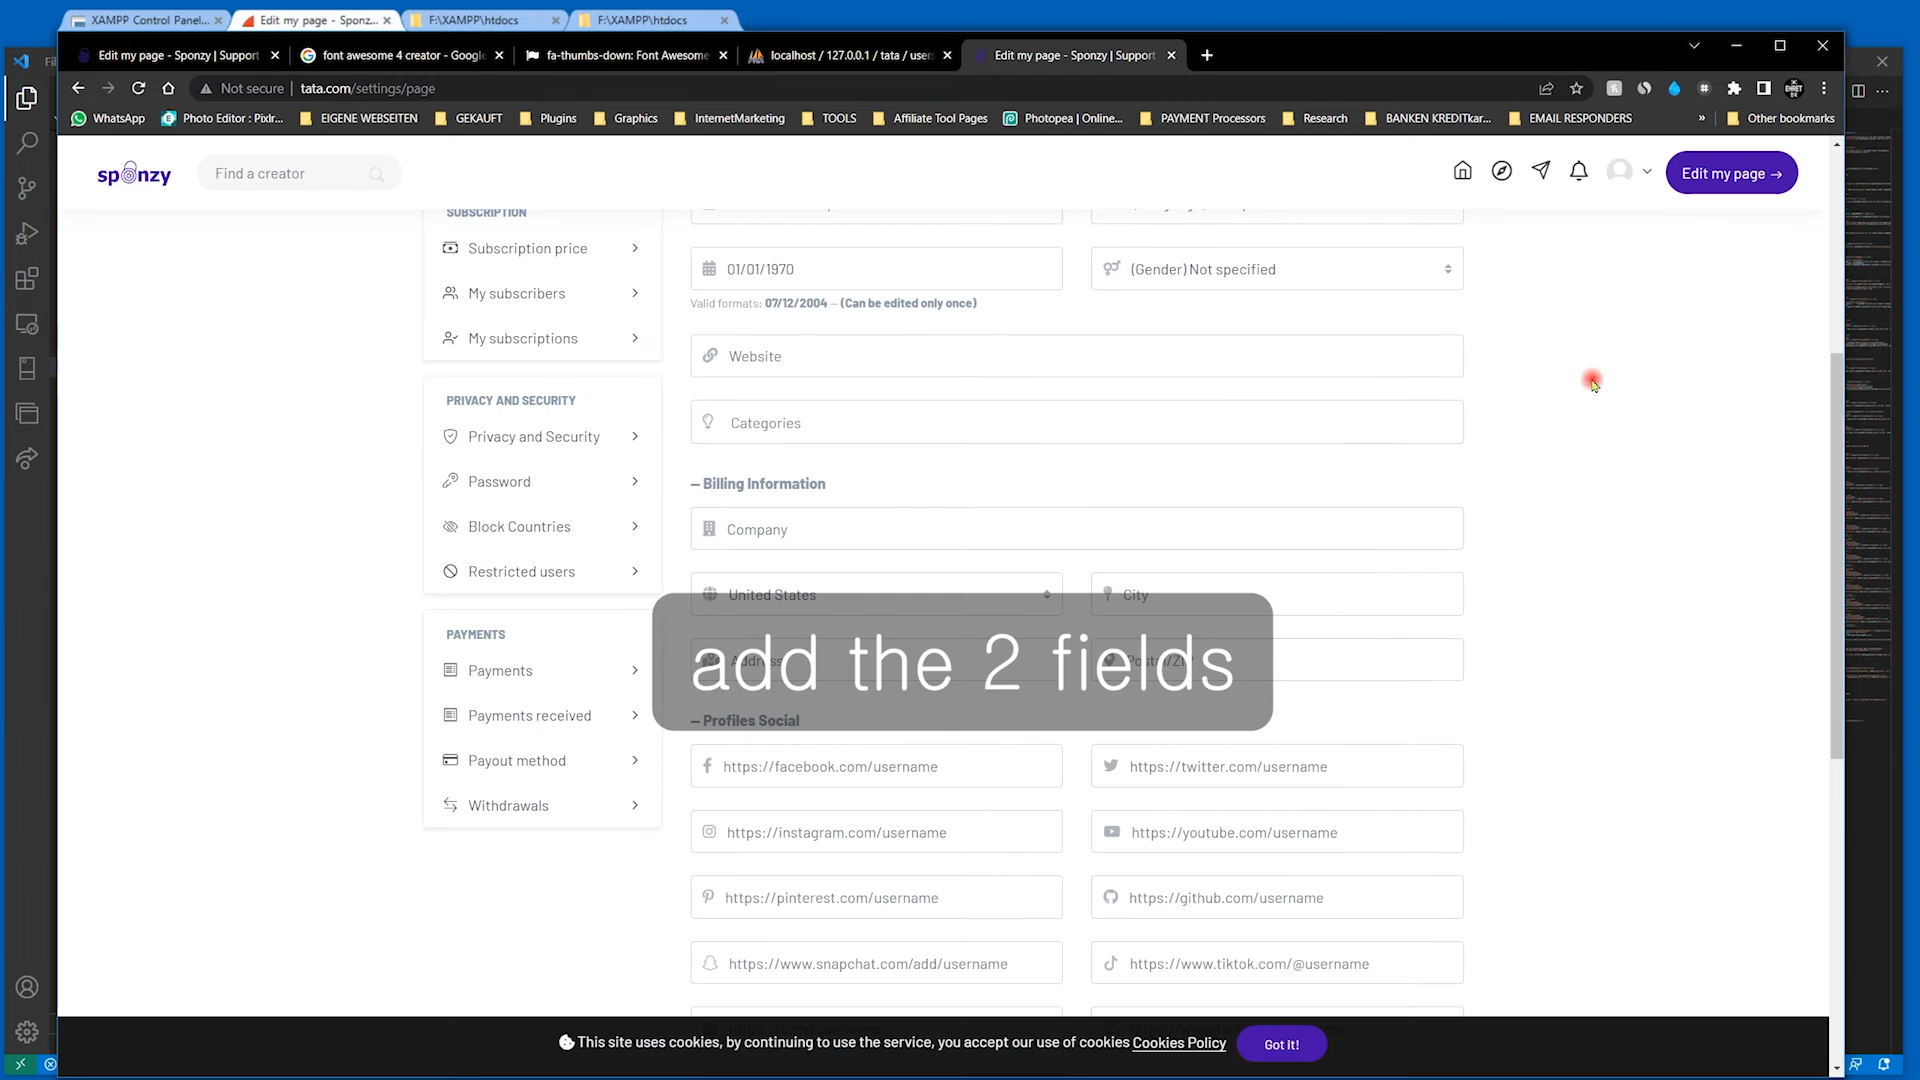 XAMPP Control Panel...
Edit my page - Sponz...
F:\XAMPP\htdocs
F:\XAMPP\htdocs
Edit my page - Sponzy | Support
font awesome 4 creator - Google
fa-thumbs-down: Font Awesome
localhost / 127.0.0.1 / tata / users
Edit my page - Sponzy | Support
Not secure
tata.com/settings/page
WhatsApp
Photo Editor : Pixlr...
EIGENE WEBSEITEN
GEKAUFT
Plugins
Graphics
InternetMarketing
TOOLS
Affiliate Tool Pages
Photopea | Online...
PAYMENT Processors
Research
BANKEN KREDITkar...
EMAIL RESPONDERS
»
Other bookmarks
sponzy
Find a creator
Edit my page →
SUBSCRIPTION
Subscription price
My subscribers
My subscriptions
PRIVACY AND SECURITY
Privacy and Security
Password
Block Countries
Restricted users
PAYMENTS
Payments
Payments received
Payout method
Withdrawals
01/01/1970
(Gender) Not specified
Valid formats: 07/12/2004 – (Can be edited only once)
Website
Categories
– Billing Information
Company
United States
City
Address
Postal/ZIP
add the 2 fields
– Profiles Social
https://facebook.com/username
https://twitter.com/username
https://instagram.com/username
https://youtube.com/username
https://pinterest.com/username
https://github.com/username
https://www.snapchat.com/add/username
https://www.tiktok.com/@username
This site uses cookies, by continuing to use the service, you accept our use of cookies Cookies Policy
Got it!